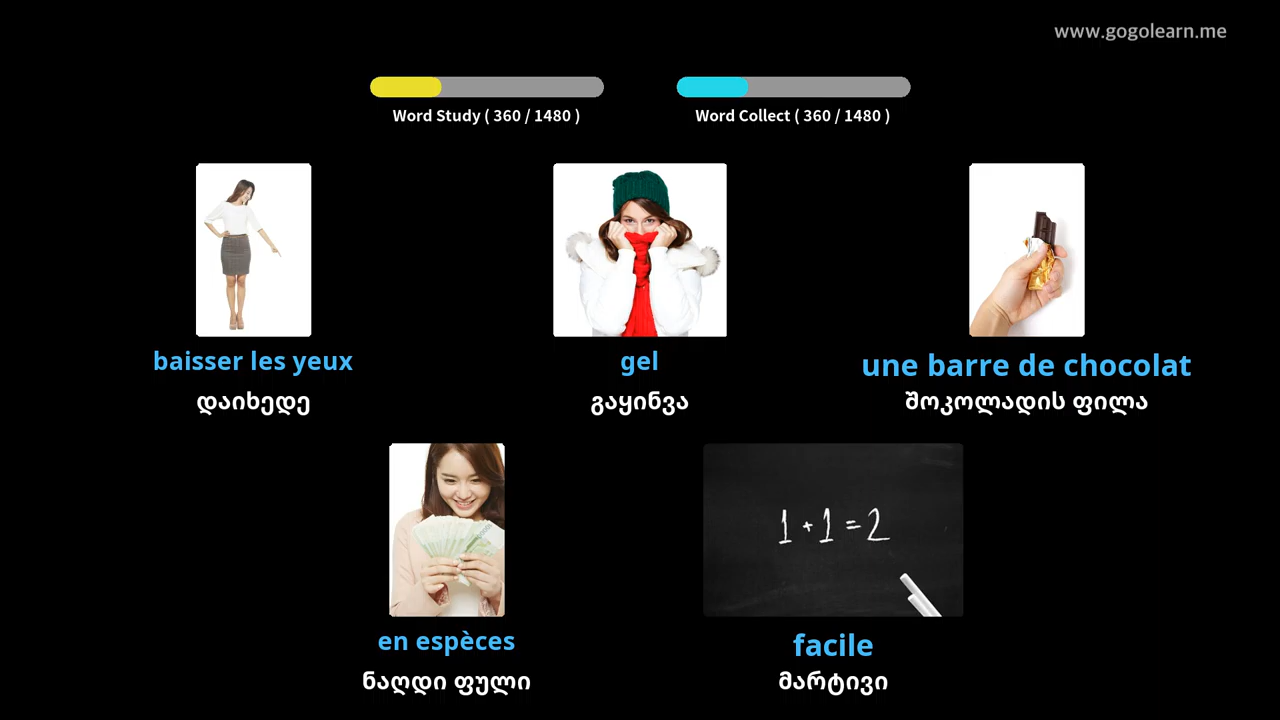 www.gogolearn.me
Word Study ( 360 / 1480 )
Word Collect ( 360 / 1480 )
baisser les yeux
დაიხედე
gel
გაყინვა
une barre de chocolat
შოკოლადის ფილა
1 + 1 = 2
en espèces
ნაღდი ფული
facile
მარტივი